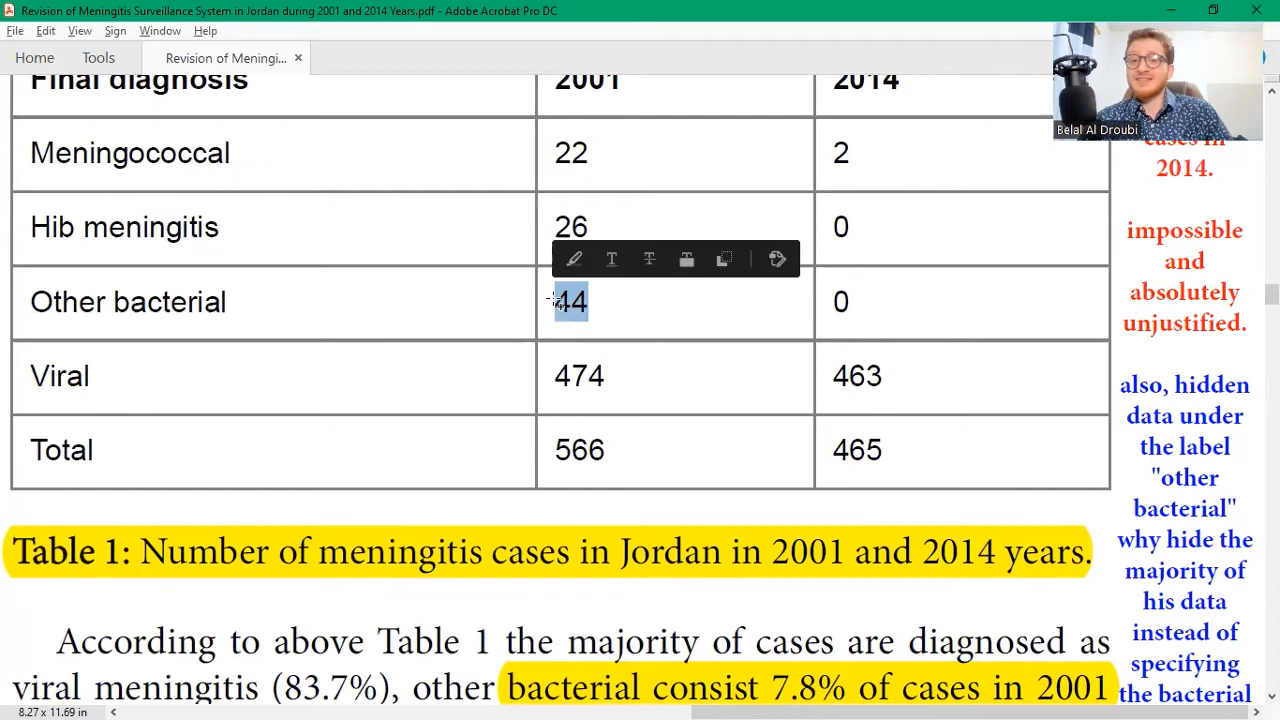 Revision of Meningitis Surveillance System in Jordan during 2001 and 2014 Years.pdf - Adobe Acrobat Pro DC
File Edit View Sign Window Help
Home Tools Revision of Meningi... ×
Belal Al Droubi
Final diagnosis 2001 2014
Meningococcal 22 2
Hib meningitis 26 0
Other bacterial 44 0
Viral 474 463
Total 566 465
Table 1: Number of meningitis cases in Jordan in 2001 and 2014 years.
According to above Table 1 the majority of cases are diagnosed as
viral meningitis (83.7%), other bacterial consist 7.8% of cases in 2001
cases in
2014.
impossible
and
absolutely
unjustified.
also, hidden
data under
the label
"other
bacterial"
why hide the
majority of
his data
instead of
specifying
the bacterial
8.27 x 11.69 in